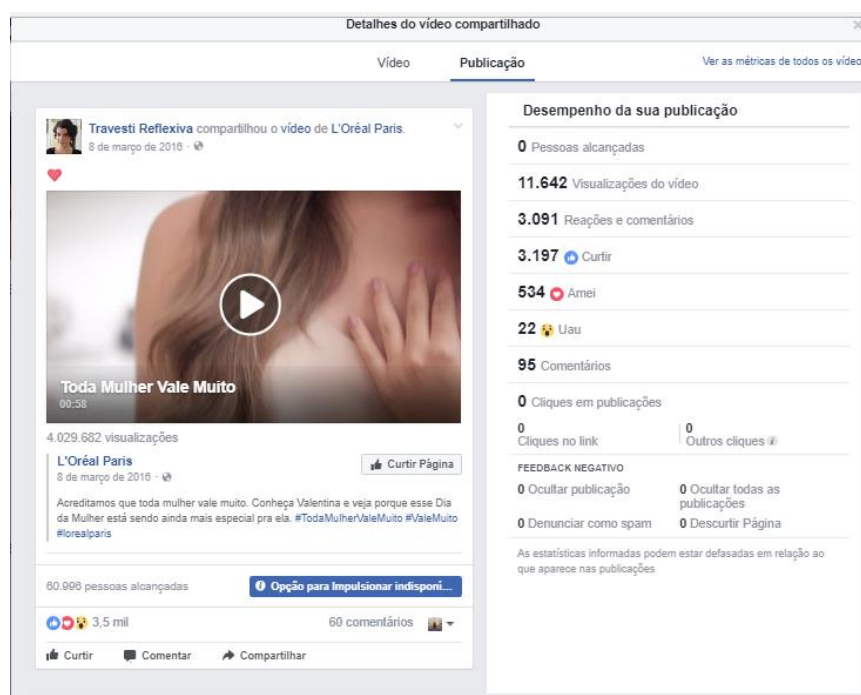 Detalhes do vídeo compartilhado
Vídeo
Publicação
Ver as métricas de todos os vídeo
Travesti Reflexiva compartilhou o vídeo de L'Oréal Paris.
8 de março de 2016
Toda Mulher Vale Muito
00:58
4.029.682 visualizações
L'Oréal Paris
8 de março de 2016
Curtir Página
Acreditamos que toda mulher vale muito. Conheça Valentina e veja porque esse Dia
da Mulher está sendo ainda mais especial pra ela. #TodaMulherValeMuito #ValeMuito
#lorealparis
60.996 pessoas alcançadas
Opção para Impulsionar indisponí...
3,5 mil
60 comentários
Curtir
Comentar
Compartilhar
Desempenho da sua publicação
0 Pessoas alcançadas
11.642 Visualizações do vídeo
3.091 Reações e comentários
3.197 Curtir
534 Amei
22 Uau
95 Comentários
0 Cliques em publicações
0
Cliques no link
0
Outros cliques
FEEDBACK NEGATIVO
0 Ocultar publicação
0 Ocultar todas as
publicações
0 Denunciar como spam
0 Descurtir Página
As estatísticas informadas podem estar defasadas em relação ao
que aparece nas publicações